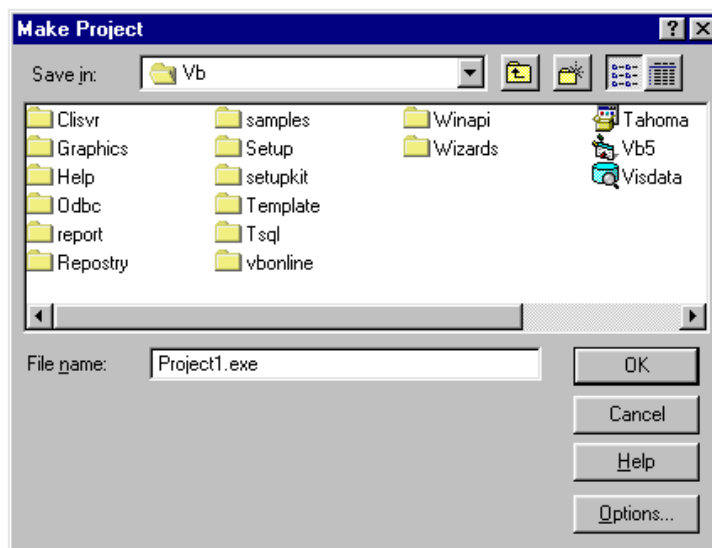 Make Project
Save in: Vb
Clisvr samples Winapi Tahoma
Graphics Setup Wizards Vb5
Help setupkit Visdata
Odbc Template
report Tsql
Repostry vbonline
File name: Project1.exe OK
Cancel
Help
Options...